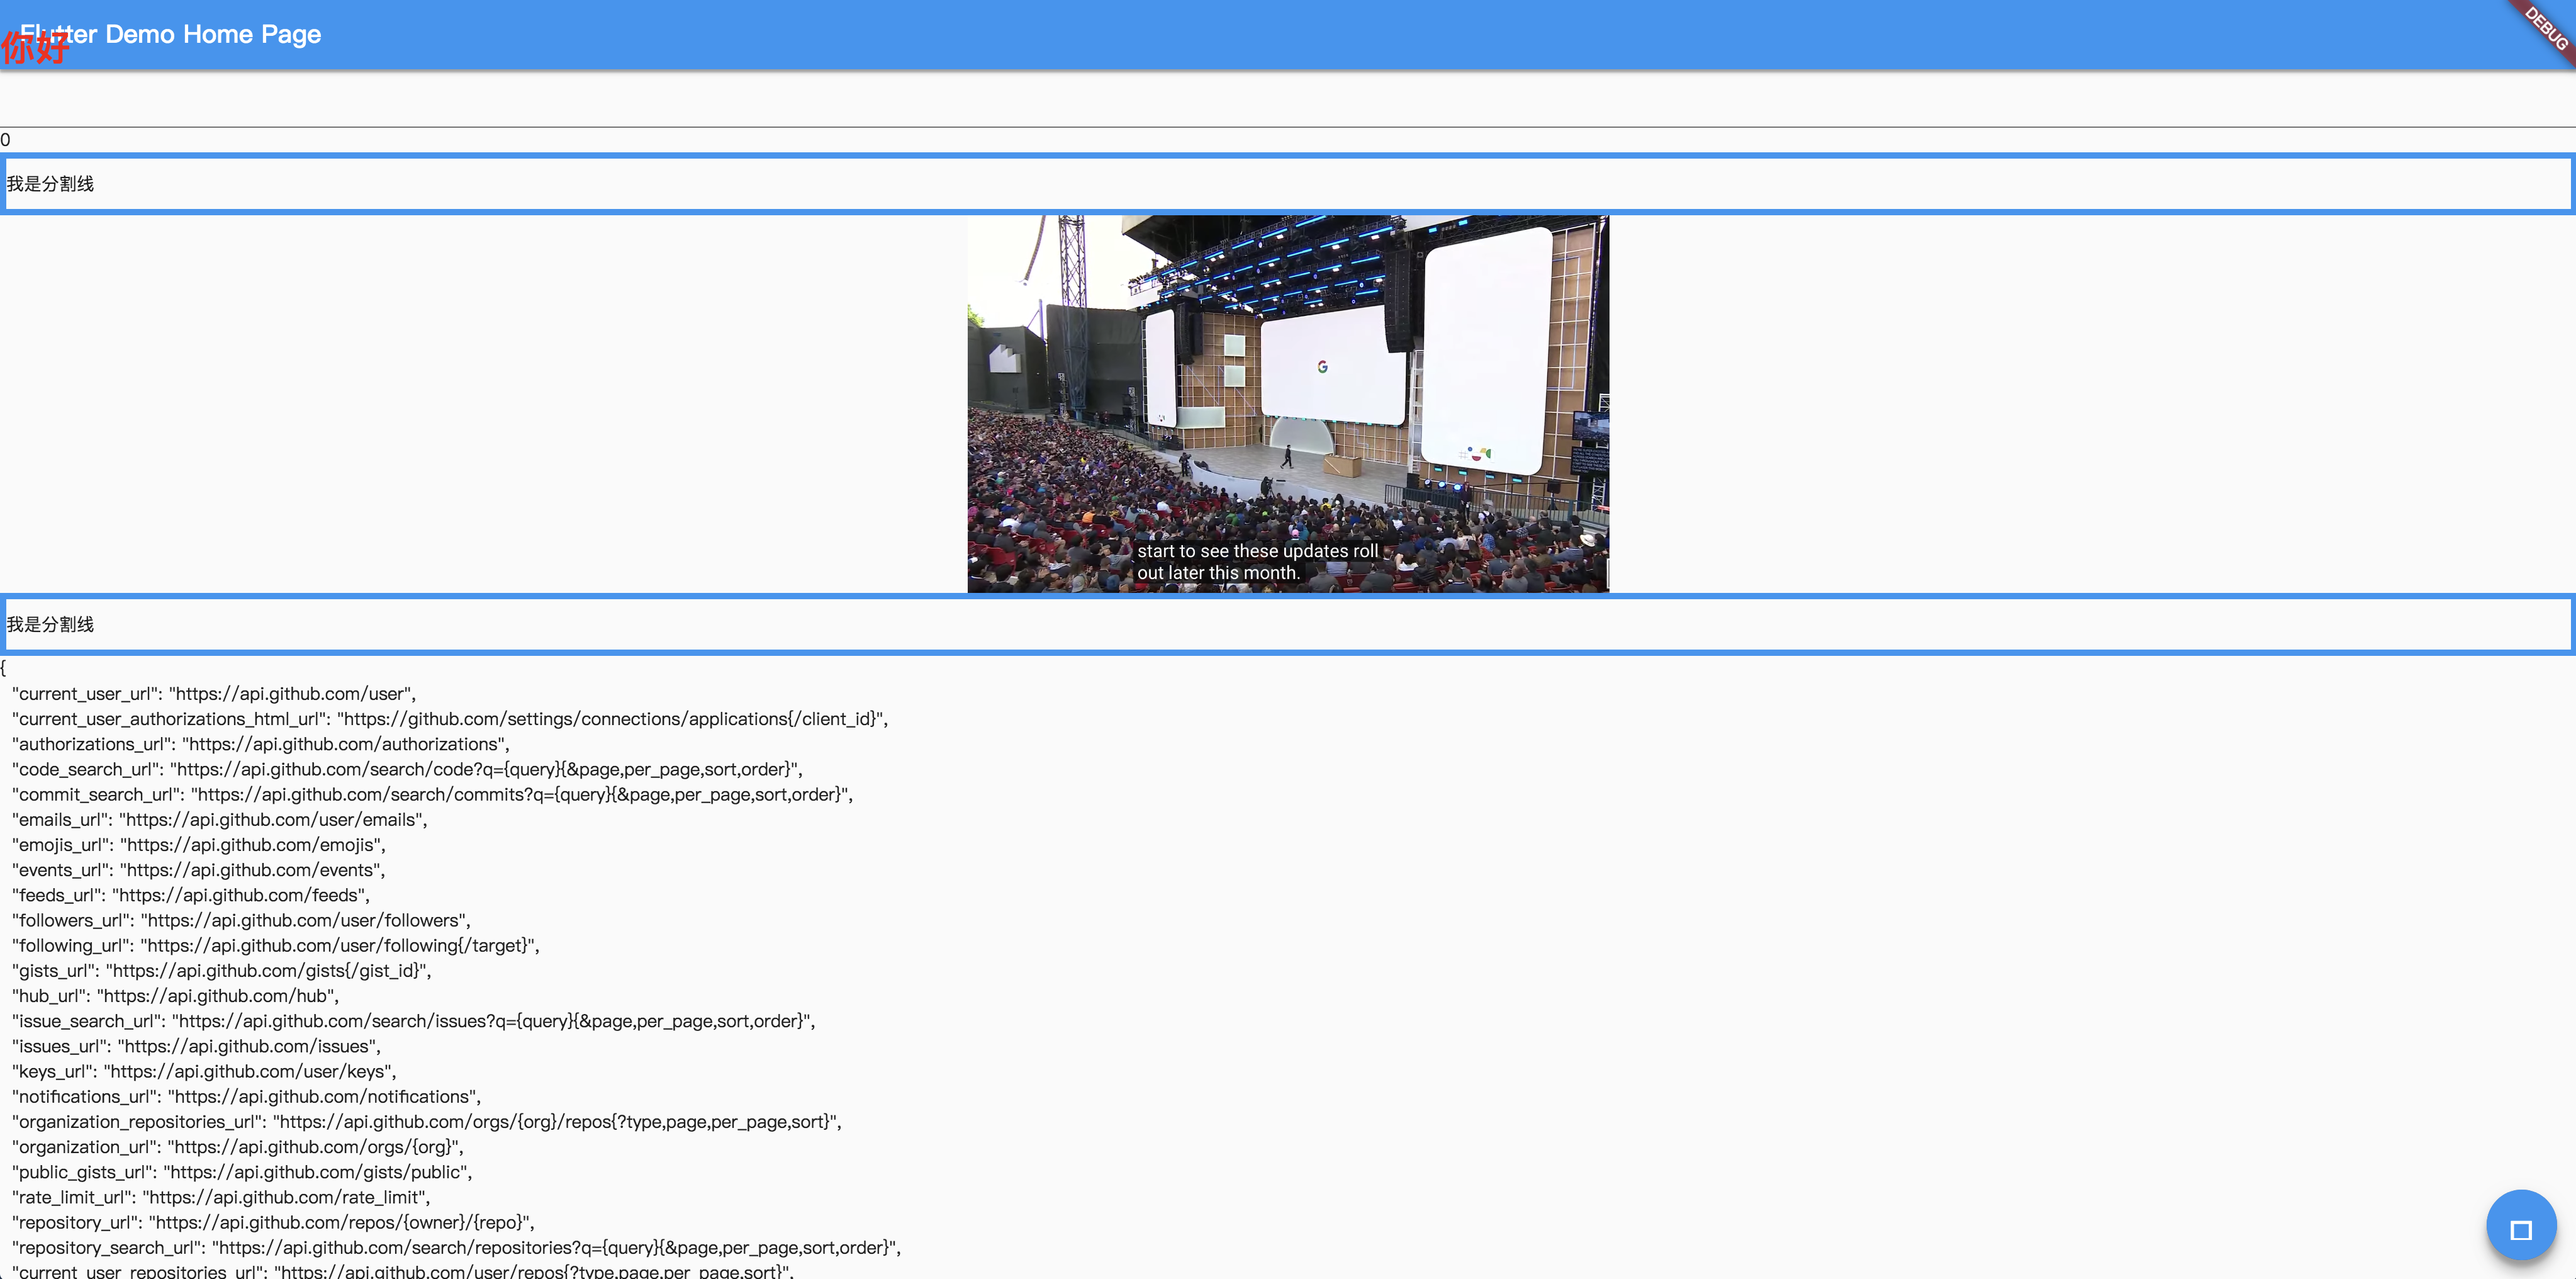 Flutter Demo Home Page
你好
DEBUG
0
我是分割线
start to see these updates roll
out later this month.
我是分割线
{
"current_user_url": "https://api.github.com/user",
"current_user_authorizations_html_url": "https://github.com/settings/connections/applications{/client_id}",
"authorizations_url": "https://api.github.com/authorizations",
"code_search_url": "https://api.github.com/search/code?q={query}{&page,per_page,sort,order}",
"commit_search_url": "https://api.github.com/search/commits?q={query}{&page,per_page,sort,order}",
"emails_url": "https://api.github.com/user/emails",
"emojis_url": "https://api.github.com/emojis",
"events_url": "https://api.github.com/events",
"feeds_url": "https://api.github.com/feeds",
"followers_url": "https://api.github.com/user/followers",
"following_url": "https://api.github.com/user/following{/target}",
"gists_url": "https://api.github.com/gists{/gist_id}",
"hub_url": "https://api.github.com/hub",
"issue_search_url": "https://api.github.com/search/issues?q={query}{&page,per_page,sort,order}",
"issues_url": "https://api.github.com/issues",
"keys_url": "https://api.github.com/user/keys",
"notifications_url": "https://api.github.com/notifications",
"organization_repositories_url": "https://api.github.com/orgs/{org}/repos{?type,page,per_page,sort}",
"organization_url": "https://api.github.com/orgs/{org}",
"public_gists_url": "https://api.github.com/gists/public",
"rate_limit_url": "https://api.github.com/rate_limit",
"repository_url": "https://api.github.com/repos/{owner}/{repo}",
"repository_search_url": "https://api.github.com/search/repositories?q={query}{&page,per_page,sort,order}",
"current_user_repositories_url": "https://api.github.com/user/repos{?type,page,per_page,sort}",